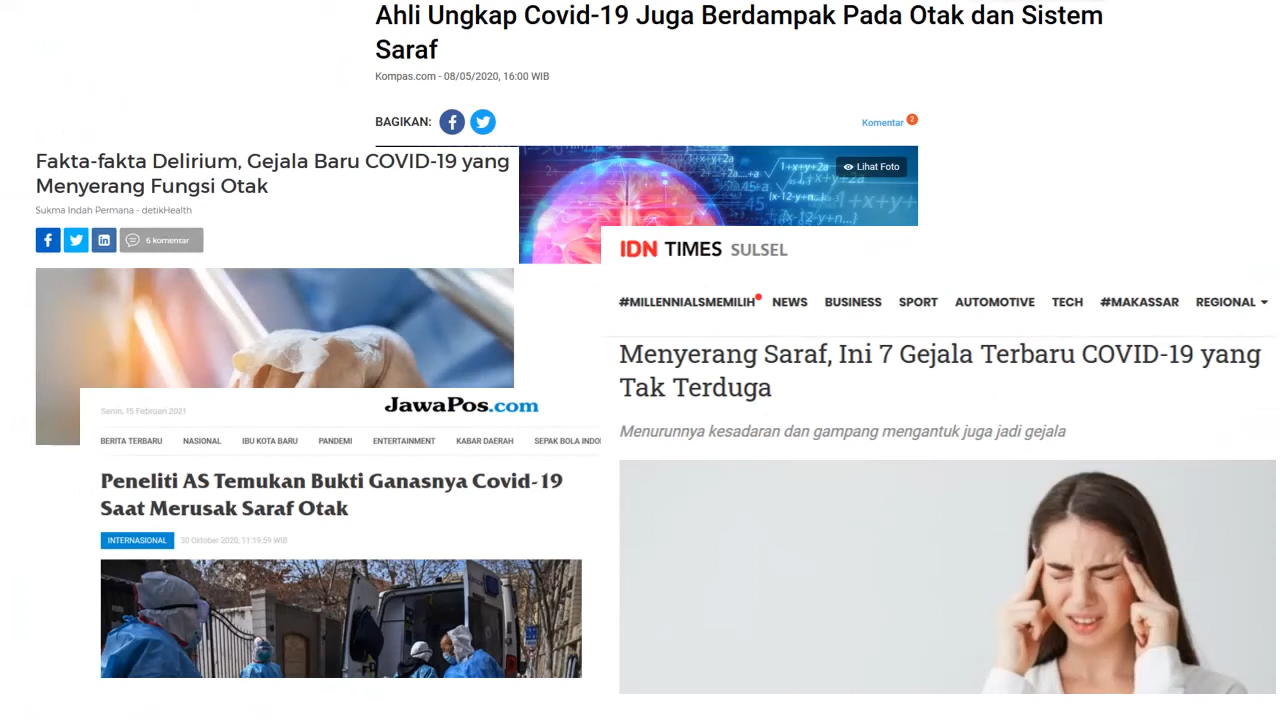 Ahli Ungkap Covid-19 Juga Berdampak Pada Otak dan Sistem
Saraf
Kompas.com - 08/05/2020, 16:00 WIB
BAGIKAN:
Komentar 2
Lihat Foto
1+x+y+2a
Fakta-fakta Delirium, Gejala Baru COVID-19 yang
Menyerang Fungsi Otak
Sukma Indah Permana - detikHealth
6 komentar
IDN TIMES SULSEL
#MILLENNIALSMEMILIH NEWS BUSINESS SPORT AUTOMOTIVE TECH #MAKASSAR REGIONAL
Menyerang Saraf, Ini 7 Gejala Terbaru COVID-19 yang
Tak Terduga
Menurunnya kesadaran dan gampang mengantuk juga jadi gejala
Senin, 15 Februari 2021
JawaPos.com
BERITA TERBARU NASIONAL IBU KOTA BARU PANDEMI ENTERTAINMENT KABAR DAERAH SEPAK BOLA INDO
Peneliti AS Temukan Bukti Ganasnya Covid-19
Saat Merusak Saraf Otak
INTERNASIONAL 30 Oktober 2020, 11:19:59 WIB